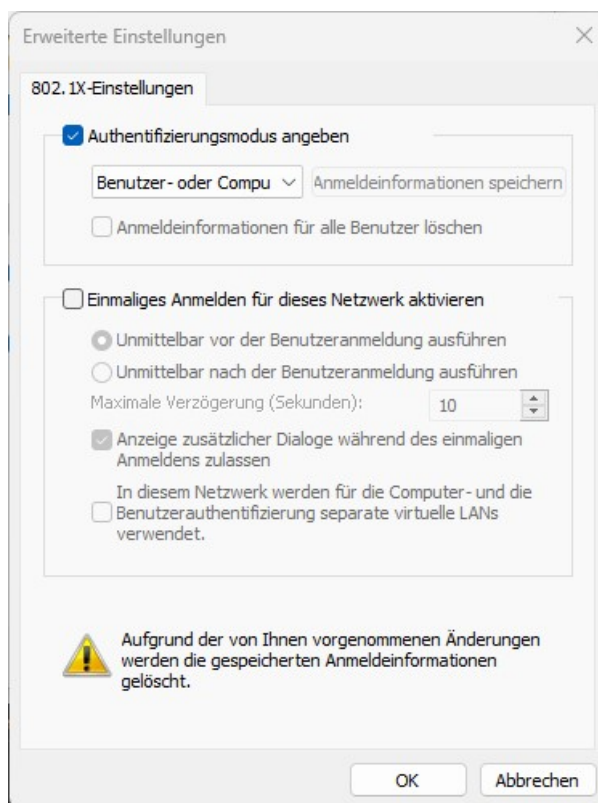 Erweiterte Einstellungen
802.1X-Einstellungen
Authentifizierungsmodus angeben
Benutzer- oder Compu
Anmeldeinformationen speichern
Anmeldeinformationen für alle Benutzer löschen
Einmaliges Anmelden für dieses Netzwerk aktivieren
Unmittelbar vor der Benutzeranmeldung ausführen
Unmittelbar nach der Benutzeranmeldung ausführen
Maximale Verzögerung (Sekunden):
10
Anzeige zusätzlicher Dialoge während des einmaligen
Anmeldens zulassen
In diesem Netzwerk werden für die Computer- und die
Benutzerauthentifizierung separate virtuelle LANs
verwendet.
Aufgrund der von Ihnen vorgenommenen Änderungen
werden die gespeicherten Anmeldeinformationen
gelöscht.
OK
Abbrechen